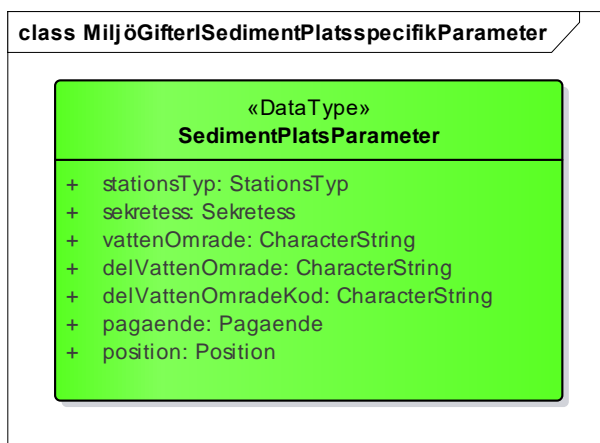 class MiljöGifterISedimentPlatsspecifikParameter
«DataType»
SedimentPlatsParameter
+ stationsTyp: StationsTyp
+ sekretess: Sekretess
+ vattenOmrade: CharacterString
+ delVattenOmrade: CharacterString
+ delVattenOmradeKod: CharacterString
+ pagaende: Pagaende
+ position: Position